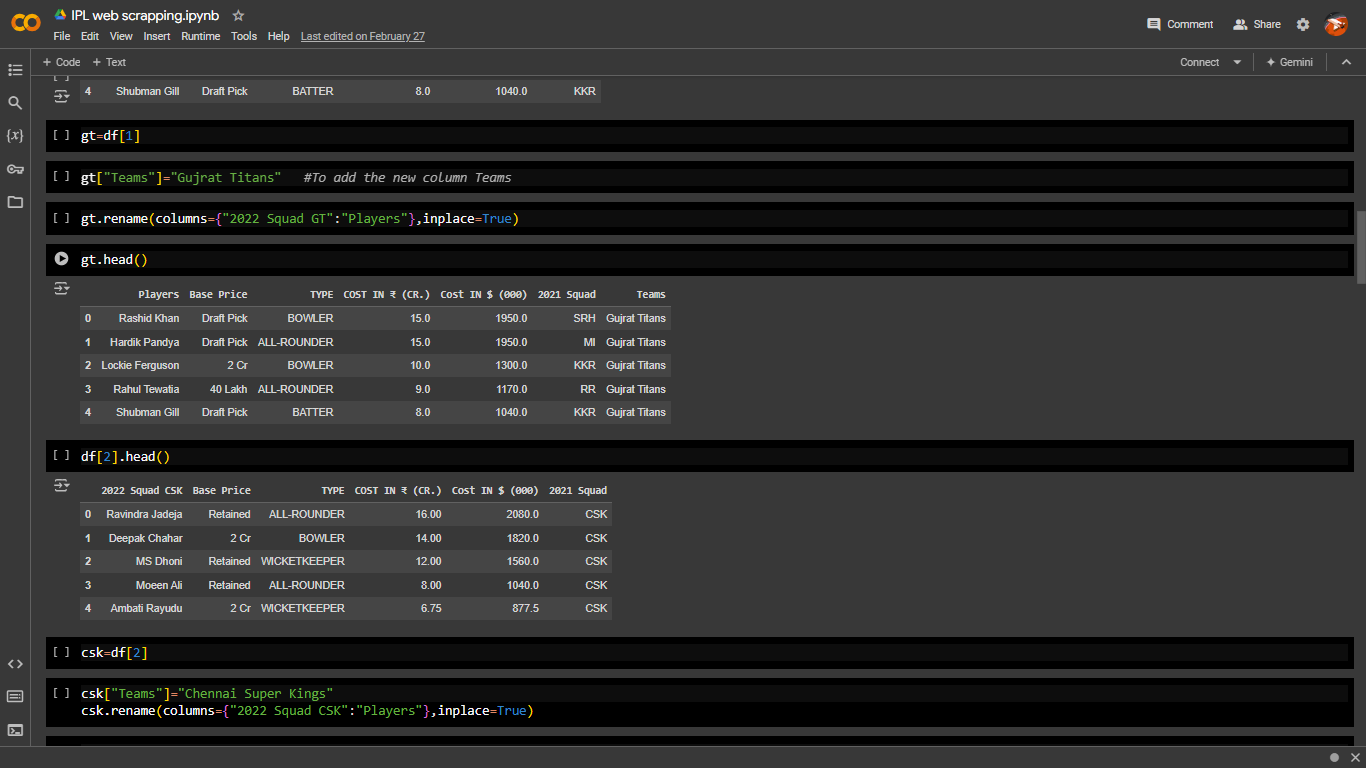 IPL web scrapping.ipynb
File Edit View Insert Runtime Tools Help Last edited on February 27
Comment Share
+ Code + Text Connect Gemini
4 Shubman Gill Draft Pick BATTER 8.0 1040.0 KKR
[ ] gt=df[1]
[ ] gt["Teams"]="Gujrat Titans" #To add the new column Teams
[ ] gt.rename(columns={"2022 Squad GT":"Players"},inplace=True)
gt.head()
Players Base Price TYPE COST IN ₹ (CR.) Cost IN $ (000) 2021 Squad Teams
0 Rashid Khan Draft Pick BOWLER 15.0 1950.0 SRH Gujrat Titans
1 Hardik Pandya Draft Pick ALL-ROUNDER 15.0 1950.0 MI Gujrat Titans
2 Lockie Ferguson 2 Cr BOWLER 10.0 1300.0 KKR Gujrat Titans
3 Rahul Tewatia 40 Lakh ALL-ROUNDER 9.0 1170.0 RR Gujrat Titans
4 Shubman Gill Draft Pick BATTER 8.0 1040.0 KKR Gujrat Titans
[ ] df[2].head()
2022 Squad CSK Base Price TYPE COST IN ₹ (CR.) Cost IN $ (000) 2021 Squad
0 Ravindra Jadeja Retained ALL-ROUNDER 16.00 2080.0 CSK
1 Deepak Chahar 2 Cr BOWLER 14.00 1820.0 CSK
2 MS Dhoni Retained WICKETKEEPER 12.00 1560.0 CSK
3 Moeen Ali Retained ALL-ROUNDER 8.00 1040.0 CSK
4 Ambati Rayudu 2 Cr WICKETKEEPER 6.75 877.5 CSK
[ ] csk=df[2]
[ ] csk["Teams"]="Chennai Super Kings"
csk.rename(columns={"2022 Squad CSK":"Players"},inplace=True)